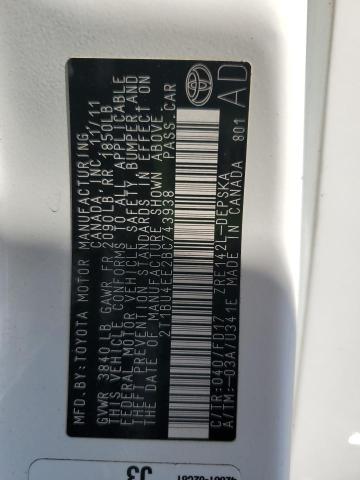 MFD.BY:TOYOTA MOTOR MANUFACTURING
CANADA, INC. 11/11
GVWR 3840 LB GAWR FR 2090LB RR 1850LB
THIS VEHICLE CONFORMS TO ALL APPLICABLE
FEDERAL MOTOR VEHICLE SAFETY, BUMPER, AND
THEFT PREVENTION STANDARDS IN EFFECT ON
THE DATE OF MANUFACTURE SHOWN ABOVE.
2T1BU4EE2BC743938 PASS.CAR
C/TR:040/FD17 ZRE142L-DEPSKA
A/TM:-03A/U341E MADE IN CANADA 801
TOYOTA
AD
J3